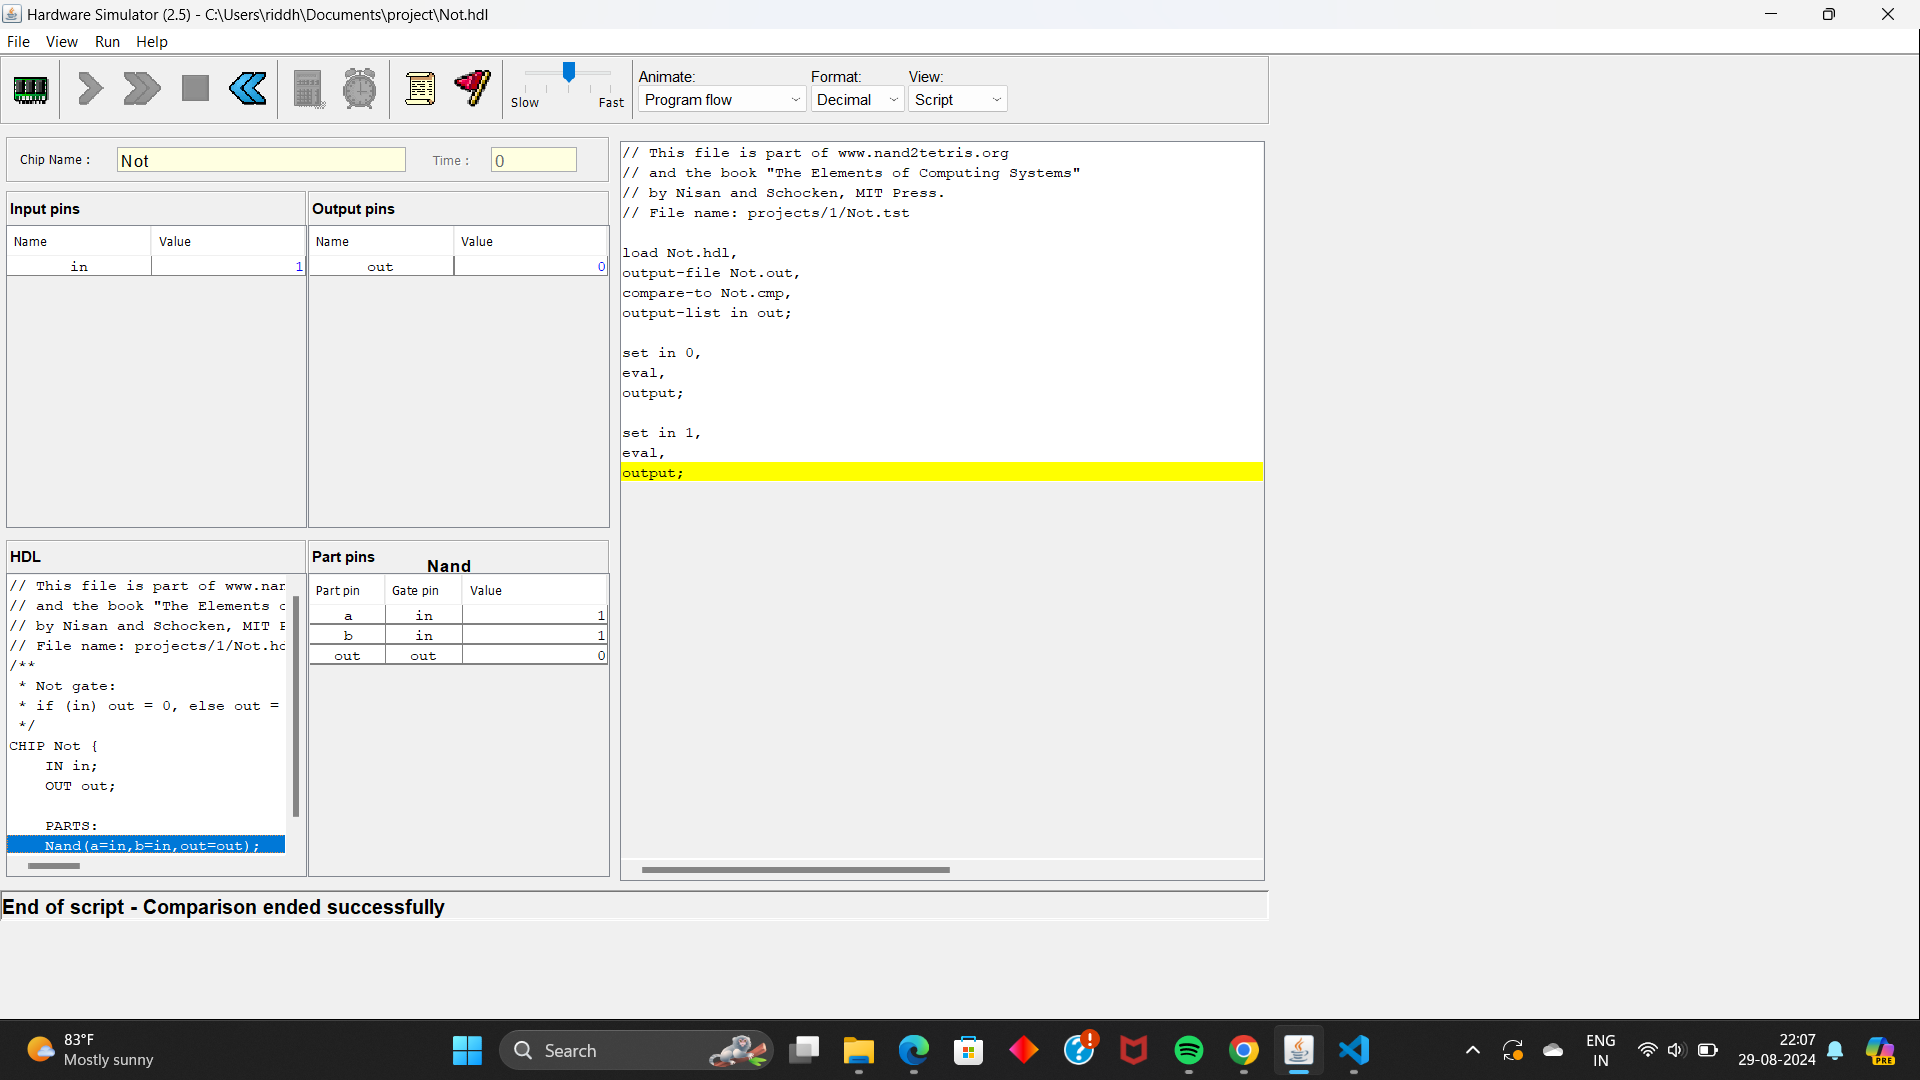 Hardware Simulator (2.5) - C:\Users\riddh\Documents\project\Not.hdl
File View Run Help
Animate: Format: View:
Slow Fast Program flow Decimal Script
Chip Name : Not Time : 0
Input pins
Name Value
in 1
Output pins
Name Value
out 0
HDL
// This file is part of www.nan
// and the book "The Elements o
// by Nisan and Schocken, MIT P
// File name: projects/1/Not.hd
/**
* Not gate:
* if (in) out = 0, else out =
*/
CHIP Not {
IN in;
OUT out;
PARTS:
Nand(a=in,b=in,out=out);
Part pins Nand
Part pin Gate pin Value
a in 1
b in 1
out out 0
// This file is part of www.nand2tetris.org
// and the book "The Elements of Computing Systems"
// by Nisan and Schocken, MIT Press.
// File name: projects/1/Not.tst
load Not.hdl,
output-file Not.out,
compare-to Not.cmp,
output-list in out;
set in 0,
eval,
output;
set in 1,
eval,
output;
End of script - Comparison ended successfully
83°F
Mostly sunny
Search
ENG
IN
22:07
29-08-2024
PRE